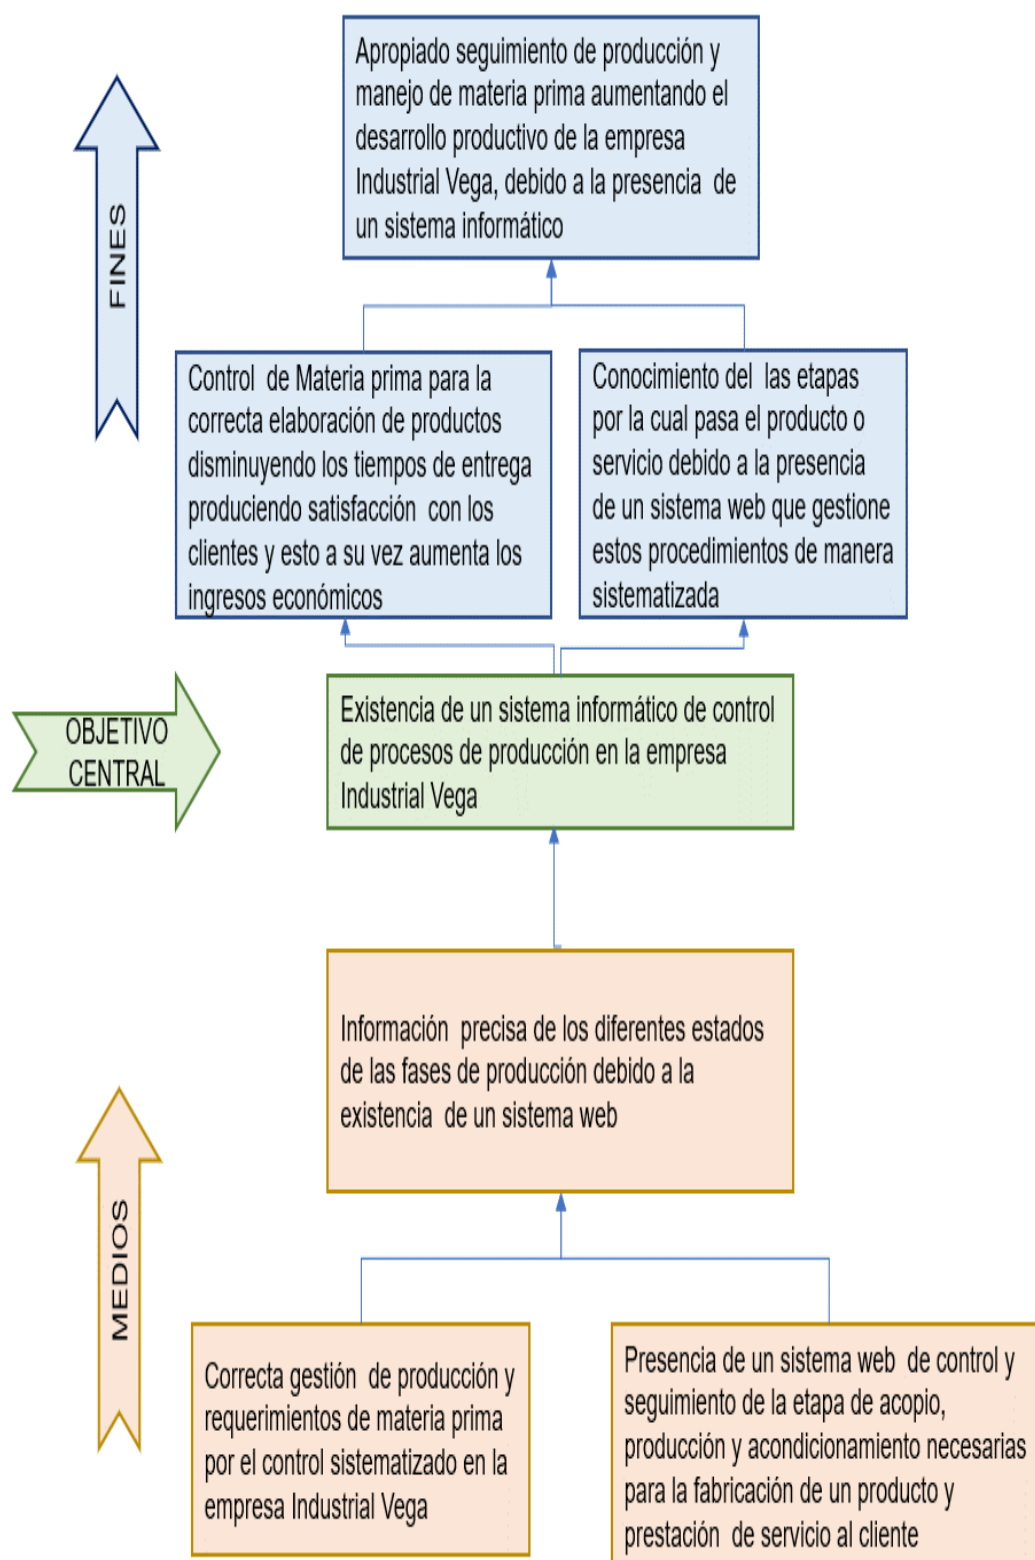 Apropiado seguimiento de producción y
manejo de materia prima aumentando el
desarrollo productivo de la empresa
Industrial Vega, debido a la presencia de
un sistema informático
FINES
Control de Materia prima para la
correcta elaboración de productos
disminuyendo los tiempos de entrega
produciendo satisfacción con los
clientes y esto a su vez aumenta los
ingresos económicos
Conocimiento del las etapas
por la cual pasa el producto o
servicio debido a la presencia
de un sistema web que gestione
estos procedimientos de manera
sistematizada
OBJETIVO
CENTRAL
Existencia de un sistema informático de control
de procesos de producción en la empresa
Industrial Vega
Información precisa de los diferentes estados
de las fases de producción debido a la
existencia de un sistema web
MEDIOS
Correcta gestión de producción y
requerimientos de materia prima
por el control sistematizado en la
empresa Industrial Vega
Presencia de un sistema web de control y
seguimiento de la etapa de acopio,
producción y acondicionamiento necesarias
para la fabricación de un producto y
prestación de servicio al cliente